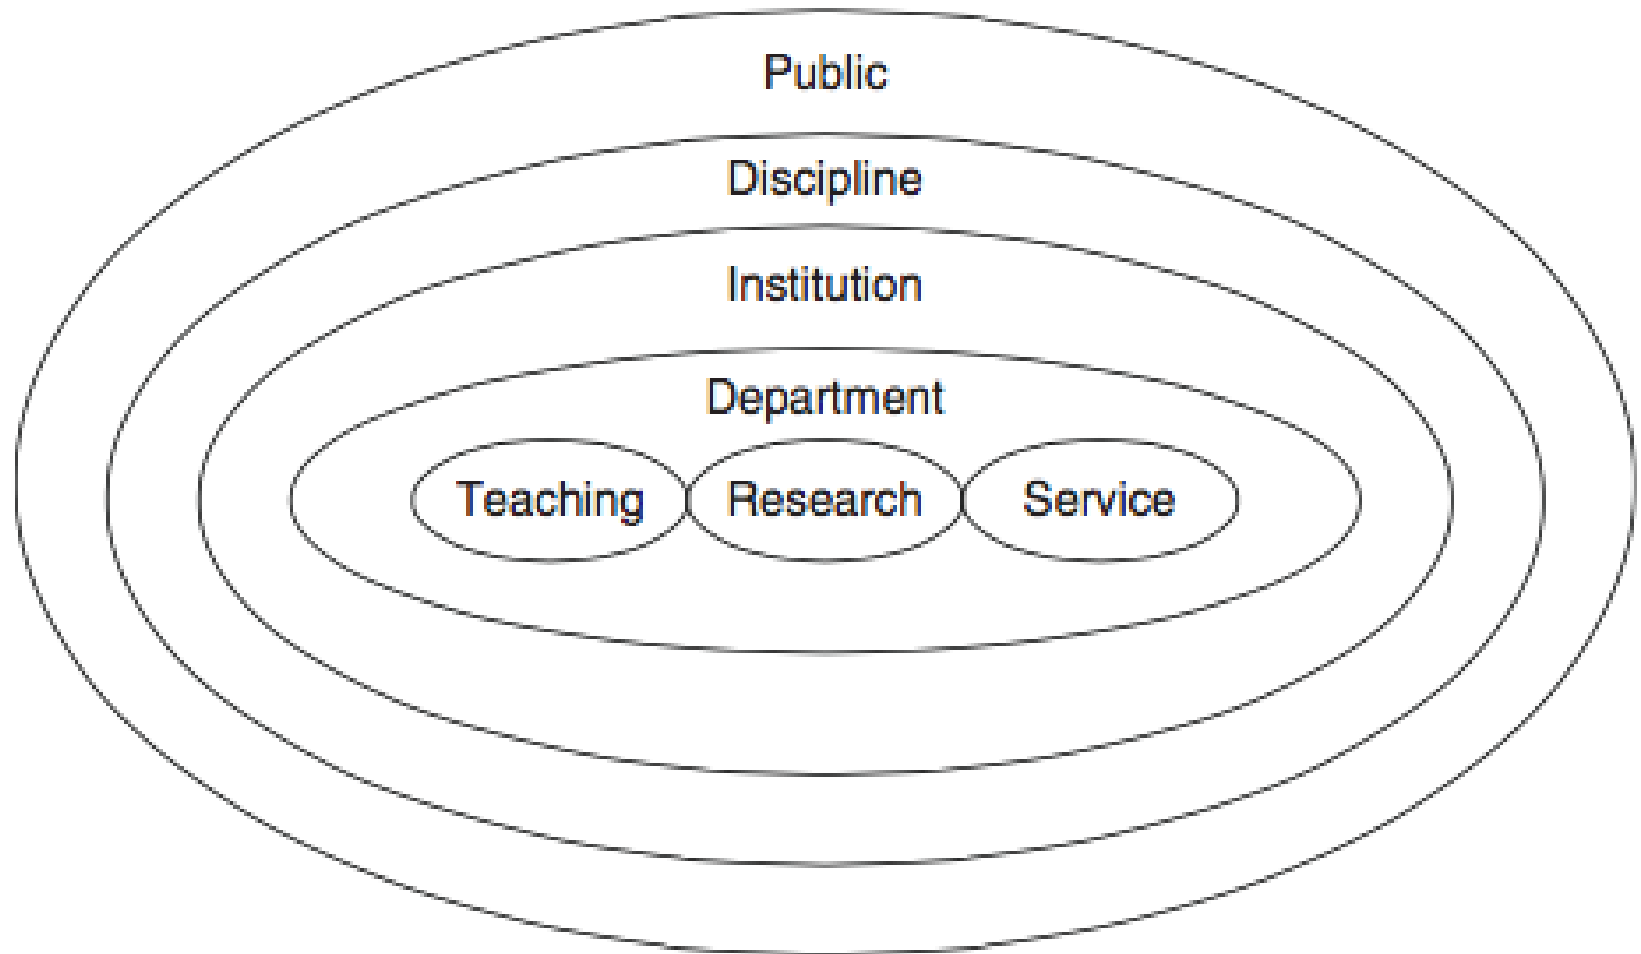 Public
Discipline
Institution
Department
Teaching Research Service